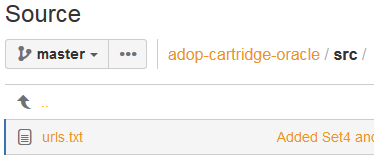 Source
master ••• adop-cartridge-oracle / src /
..
urls.txt Added Set4 and